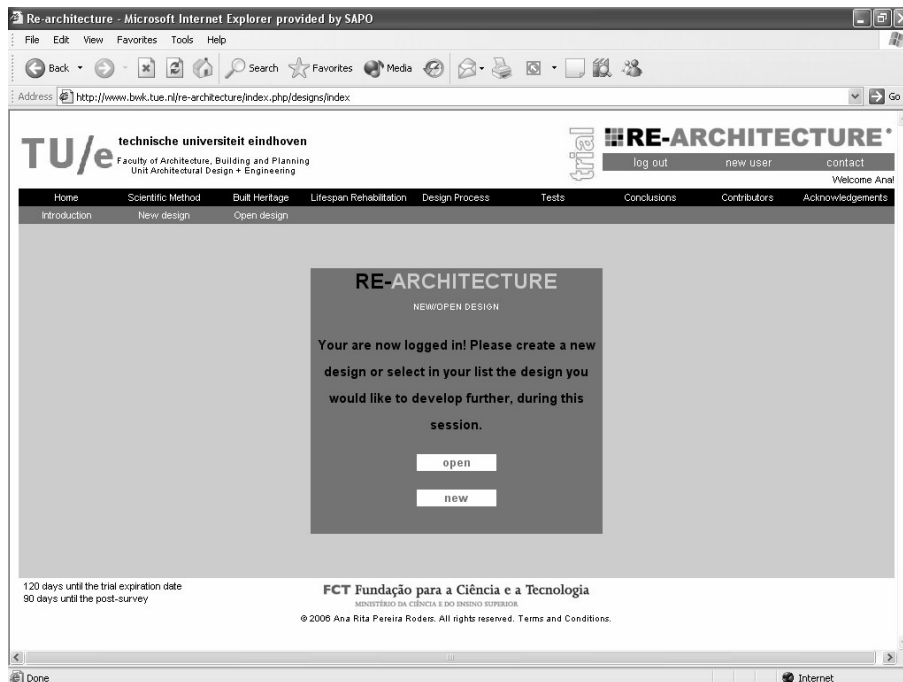 Re-architecture - Microsoft Internet Explorer provided by SAPO
File Edit View Favorites Tools Help
Back Search Favorites Media
Address http://www.bwk.tue.nl/re-architecture/index.php/designs/index Go
TU/e technische universiteit eindhoven
Faculty of Architecture, Building and Planning
Unit Architectural Design + Engineering
trial
RE-ARCHITECTURE
log out new user contact
Welcome Ana!
Home Scientific Method Built Heritage Lifespan Rehabilitation Design Process Tests Conclusions Contributors Acknowledgements
Introduction New design Open design
RE-ARCHITECTURE
NEW/OPEN DESIGN
Your are now logged in! Please create a new
design or select in your list the design you
would like to develop further, during this
session.
open
new
120 days until the trial expiration date
90 days until the post-survey
FCT Fundação para a Ciência e a Tecnologia
MINISTÉRIO DA CIÊNCIA E DO ENSINO SUPERIOR
© 2006 Ana Rita Pereira Roders. All rights reserved. Terms and Conditions.
Done Internet